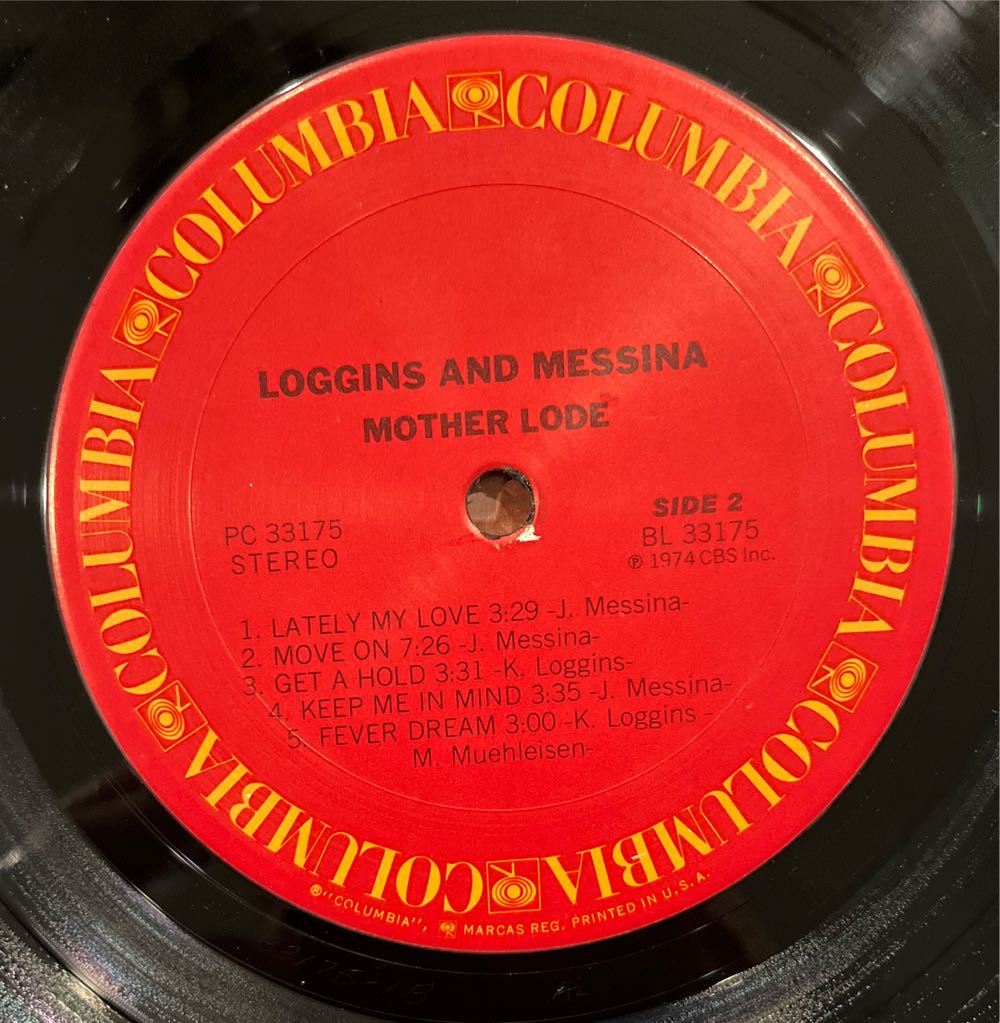 COLUMBIA COLUMBIA COLUMBIA COLUMBIA COLUMBIA COLUMBIA COLUMBIA COLUMBIA
LOGGINS AND MESSINA
MOTHER LODE
PC 33175
STEREO
SIDE 2
BL 33175
℗ 1974 CBS Inc.
1. LATELY MY LOVE 3:29 -J. Messina-
2. MOVE ON 7:26 -J. Messina-
3. GET A HOLD 3:31 -K. Loggins-
4. KEEP ME IN MIND 3:35 -J. Messina-
5. FEVER DREAM 3:00 -K. Loggins -
M. Muehleisen-
®"COLUMBIA", MARCAS REG. PRINTED IN U.S.A.